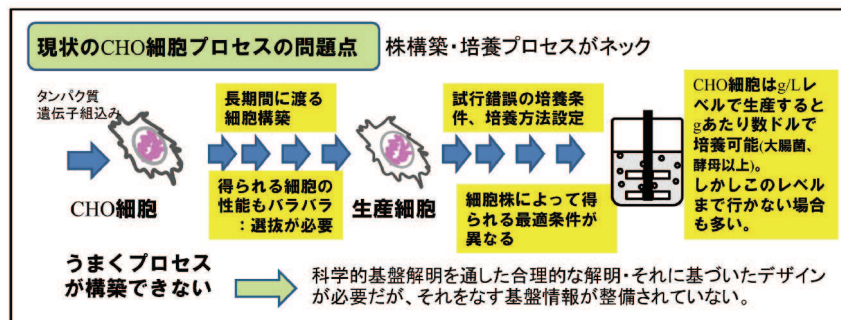 現状のCHO細胞プロセスの問題点
株構築・培養プロセスがネック
タンパク質
遺伝子組込み
CHO細胞
長期間に渡る
細胞構築
得られる細胞の
性能もバラバラ
：選抜が必要
生産細胞
試行錯誤の培養条
件、培養方法設定
細胞株によって得
られる最適条件が
異なる
CHO細胞はg/Lレ
ベルで生産すると
gあたり数ドルで
培養可能(大腸菌、
酵母以上)。
しかしこのレベル
まで行かない場合
も多い。
うまくプロセス
が構築できない
科学的基盤解明を通した合理的な解明・それに基づいたデザイン
が必要だが、それをなす基盤情報が整備されていない。